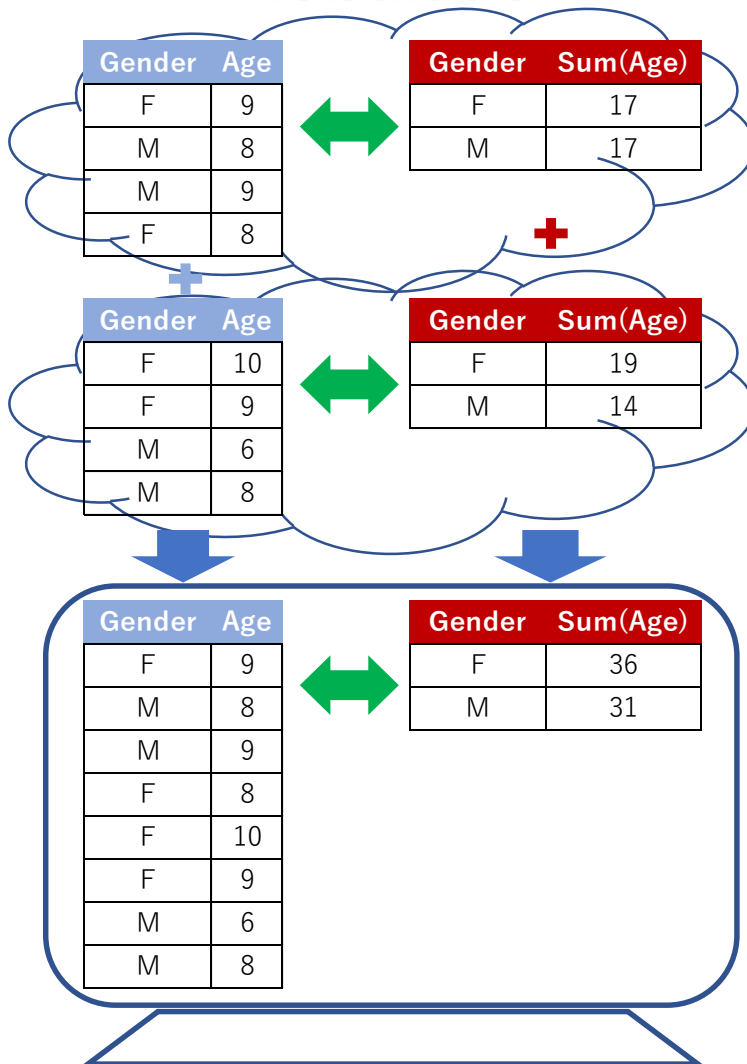 Gender Age
F 9
M 8
M 9
F 8
Gender Sum(Age)
F 17
M 17
Gender Age
F 10
F 9
M 6
M 8
Gender Sum(Age)
F 19
M 14
Gender Age
F 9
M 8
M 9
F 8
F 10
F 9
M 6
M 8
Gender Sum(Age)
F 36
M 31